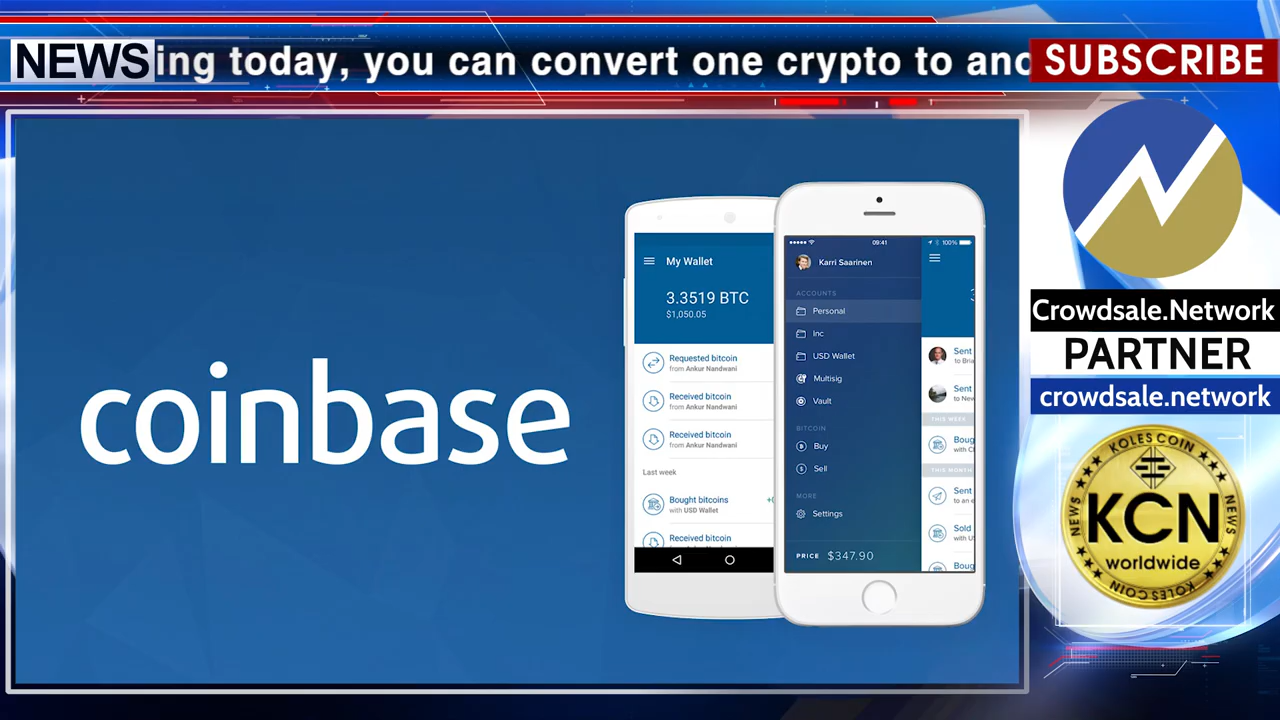 NEWS
ing today, you can convert one crypto to
SUBSCRIBE
coinbase
My Wallet
3.3519 BTC
$1,050.05
Requested bitcoin
from Ankur Nandwani
Received bitcoin
from Ankur Nandwani
Received bitcoin
from Ankur Nandwani
Last week
Bought bitcoins
with USD Wallet
Received bitcoin
09:41
100%
Karri Saarinen
ACCOUNTS
Personal
Inc
USD Wallet
Multisig
Vault
BITCOIN
Buy
Sell
MORE
Settings
PRICE $347.90
Sent
Sent
THIS WEEK
THIS MONTH
Sent
Sold
Crowdsale.Network
PARTNER
crowdsale.network
KOLES COIN
NEWS
KCN
NEWS
worldwide
KOLES COIN